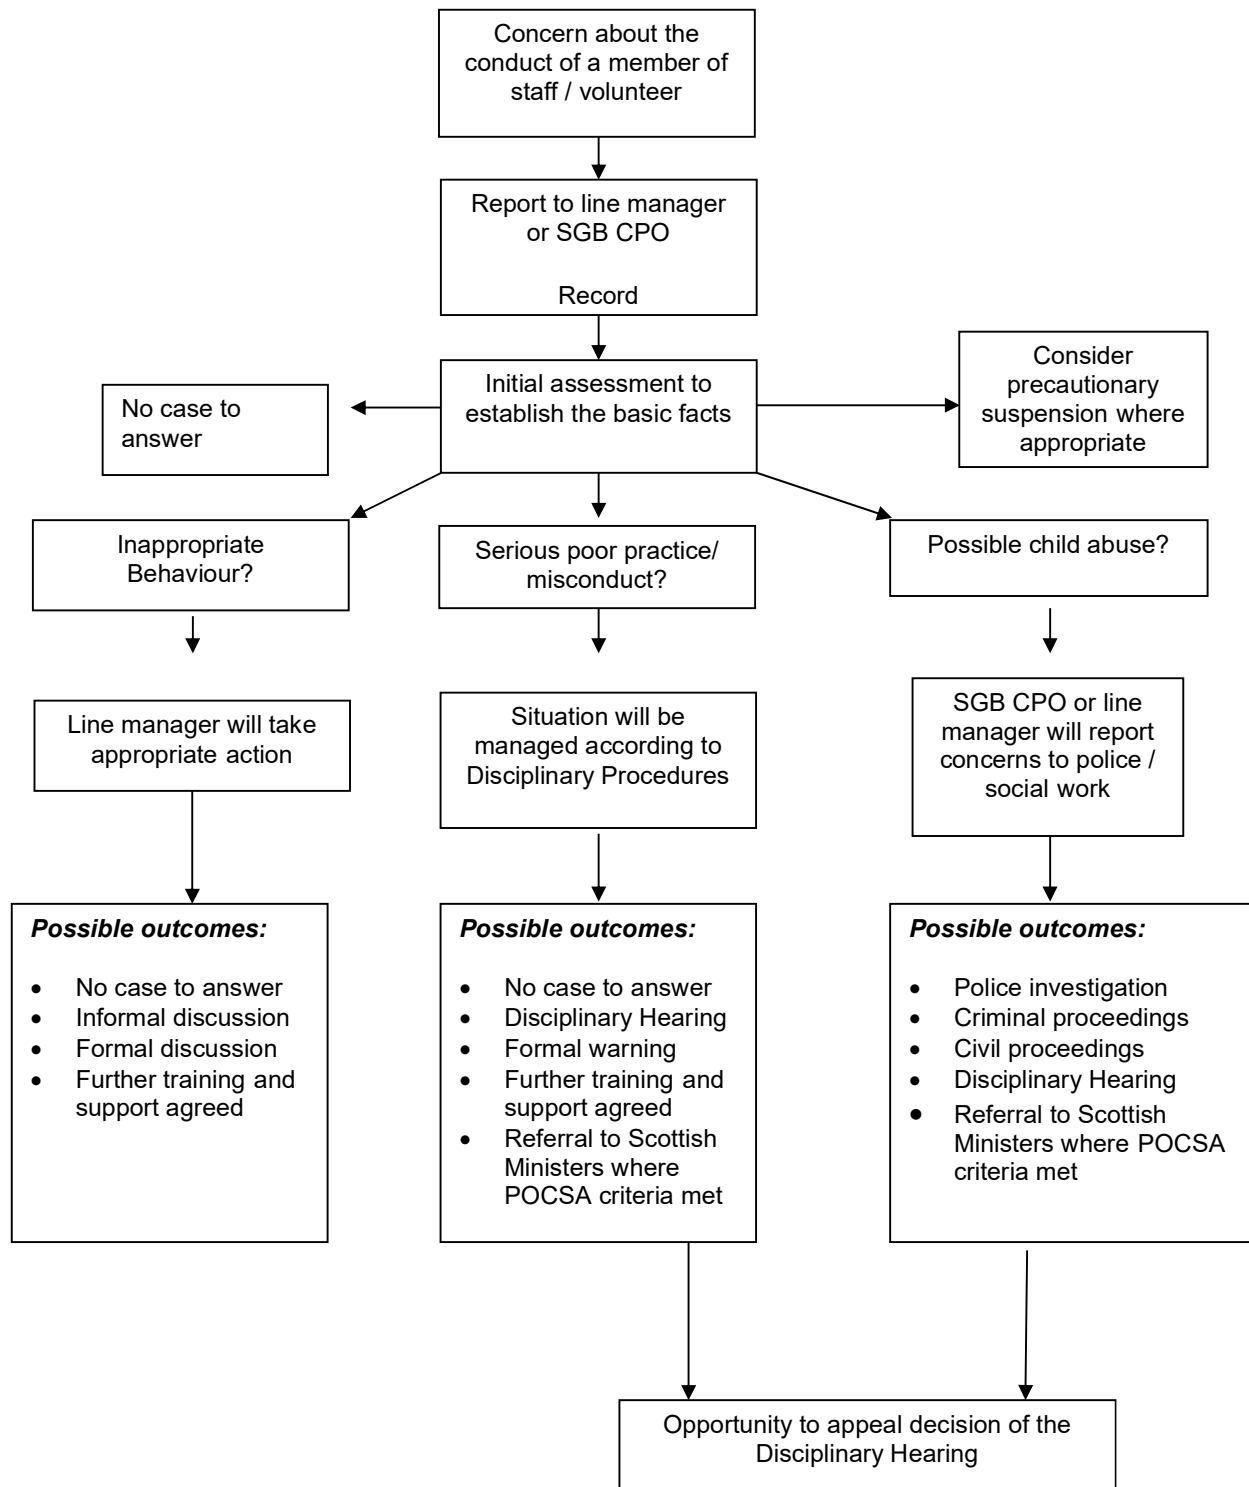 Concern about the
conduct of a member of
staff / volunteer
Report to line manager
or SGB CPO
Record
Initial assessment to
establish the basic facts
No case to
answer
Consider
precautionary
suspension where
appropriate
Inappropriate
Behaviour?
Serious poor practice/
misconduct?
Possible child abuse?
Line manager will take
appropriate action
Situation will be
managed according to
Disciplinary Procedures
SGB CPO or line
manager will report
concerns to police /
social work
Possible outcomes:
• No case to answer
• Informal discussion
• Formal discussion
• Further training and
support agreed
Possible outcomes:
• No case to answer
• Disciplinary Hearing
• Formal warning
• Further training and
support agreed
• Referral to Scottish
Ministers where
POCSA criteria met
Possible outcomes:
• Police investigation
• Criminal proceedings
• Civil proceedings
• Disciplinary Hearing
• Referral to Scottish
Ministers where POCSA
criteria met
Opportunity to appeal decision of the
Disciplinary Hearing